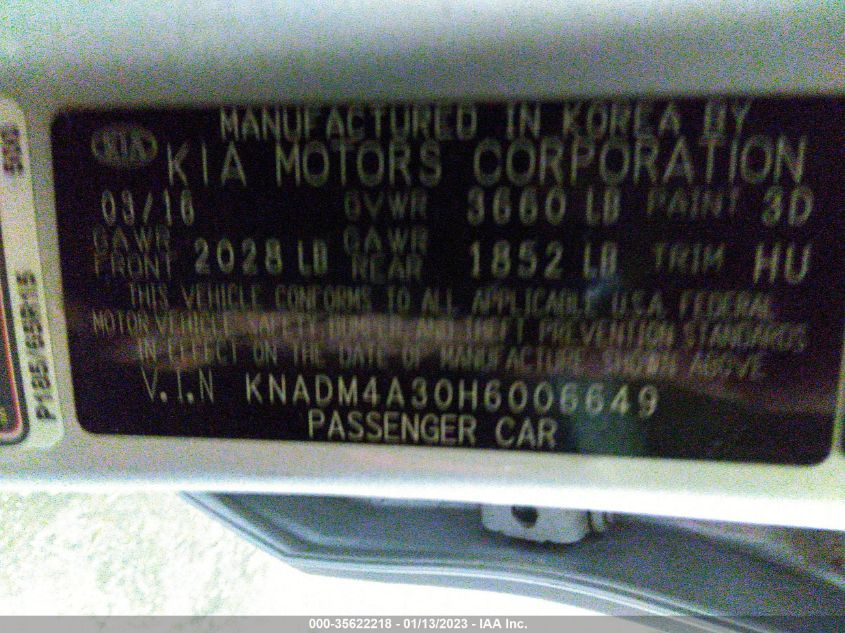 MANUFACTURED IN KOREA BY
KIA KIA MOTORS CORPORATION
03/16 GVWR 3660 LB PAINT 3D
GAWR FRONT 2028 LB GAWR REAR 1852 LB TRIM HU
THIS VEHICLE CONFORMS TO ALL APPLICABLE U.S.A. FEDERAL
MOTOR VEHICLE SAFETY BUMPER AND THEFT PREVENTION STANDARDS
IN EFFECT ON THE DATE OF MANUFACTURE SHOWN ABOVE
V.I.N KNADM4A30H6006649
PASSENGER CAR
P185/65R15
000-35622218 - 01/13/2023 - IAA Inc.